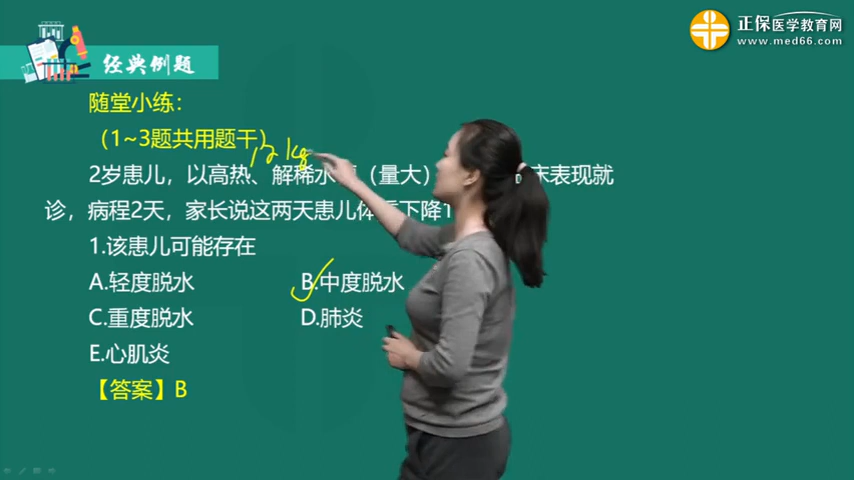 正保医学教育网
www.med66.com
经典例题
随堂小练：
（1~3题共用题干）
12kg
2岁患儿，以高热、解稀水（量大）床表现就
诊，病程2天，家长说这两天患儿体下降1
1.该患儿可能存在
A.轻度脱水 B.中度脱水
C.重度脱水 D.肺炎
E.心肌炎
【答案】B